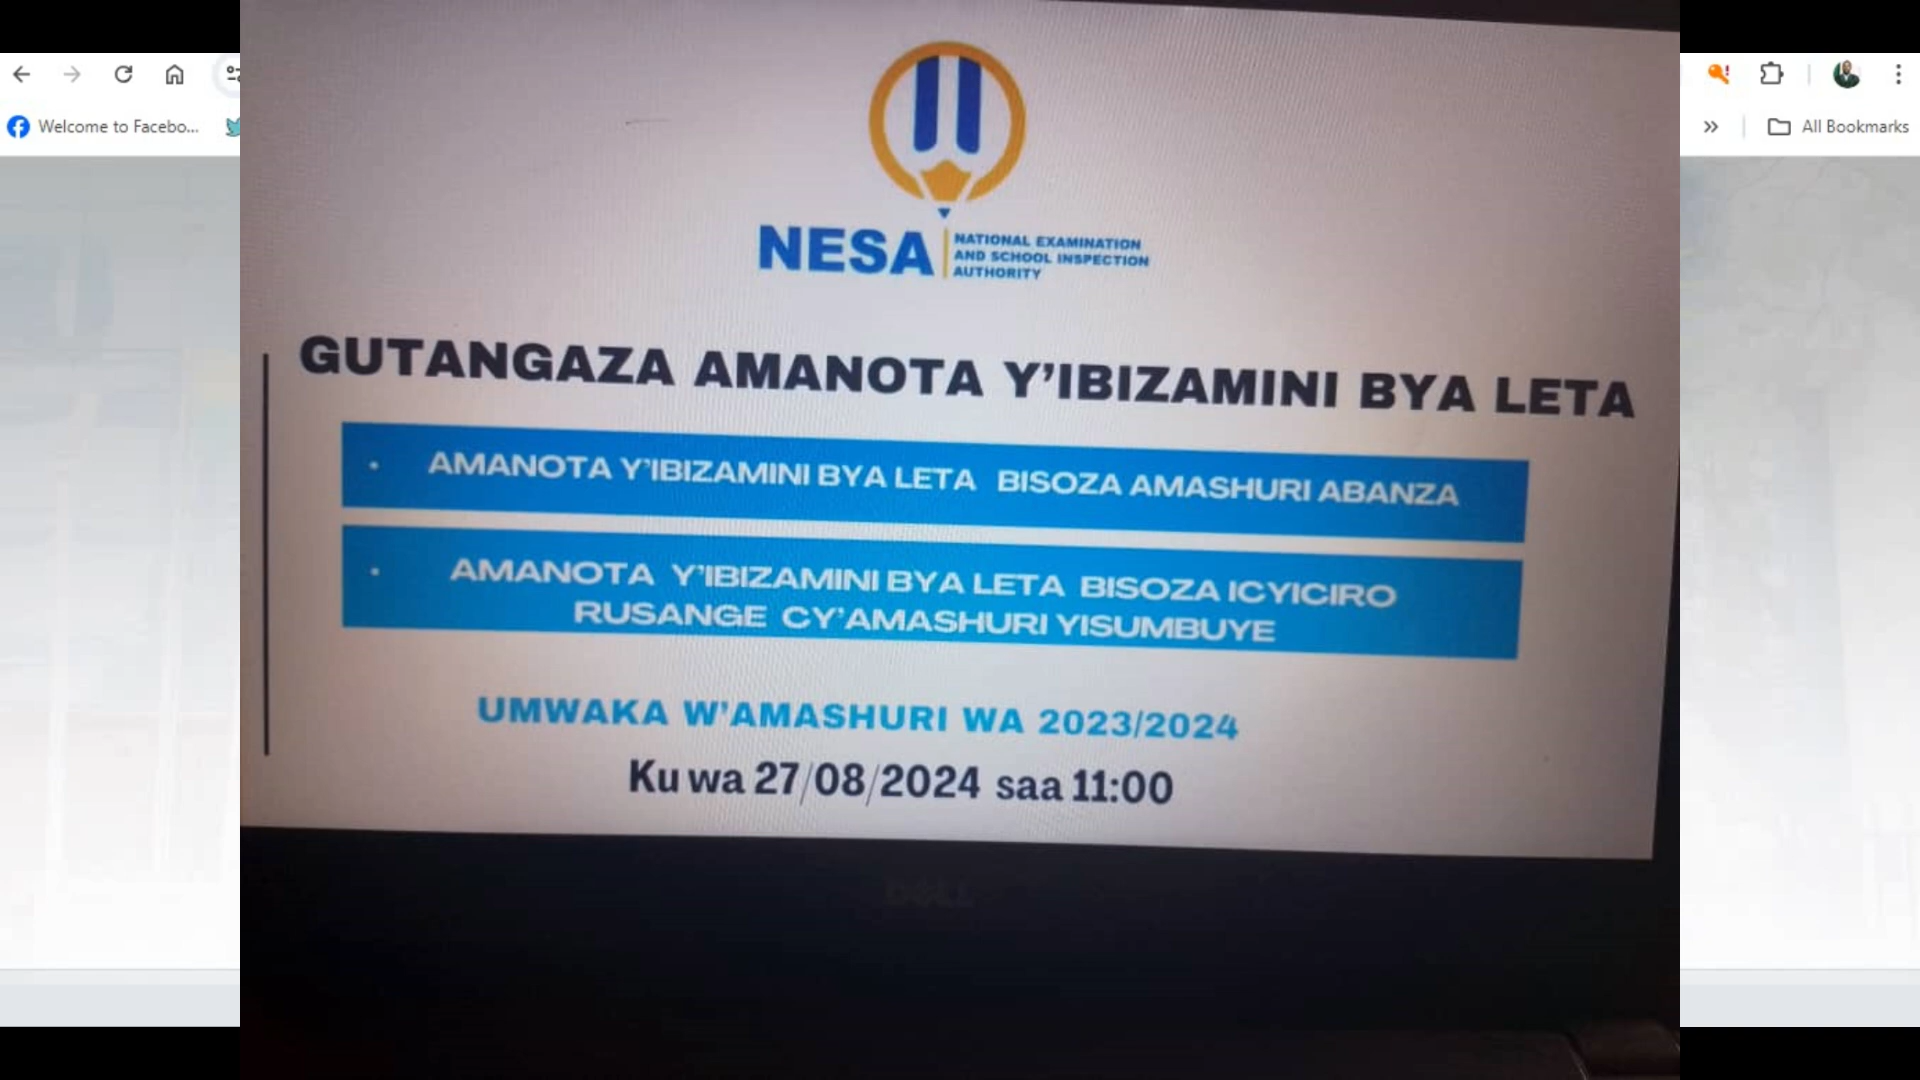 Welcome to Facebo...
All Bookmarks
NESA
NATIONAL EXAMINATION
AND SCHOOL INSPECTION
AUTHORITY
GUTANGAZA AMANOTA Y'IBIZAMINI BYA LETA
• AMANOTA Y'IBIZAMINI BYA LETA BISOZA AMASHURI ABANZA
• AMANOTA Y'IBIZAMINI BYA LETA BISOZA ICYICIRO
RUSANGE CY'AMASHURI YISUMBUYE
UMWAKA W'AMASHURI WA 2023/2024
Ku wa 27/08/2024 saa 11:00
DELL